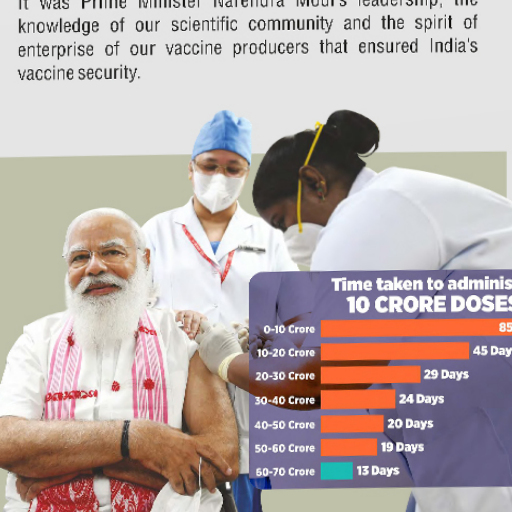 It was Prime Minister Narendra Modi's leadership, the
knowledge of our scientific community and the spirit of
enterprise of our vaccine producers that ensured India's
vaccine security.
Time taken to adminis
10 CRORE DOSES
0-10 Crore 85
10-20 Crore 45 Day
20-30 Crore 29 Days
30-40 Crore 24 Days
40-50 Crore 20 Days
50-60 Crore 19 Days
60-70 Crore 13 Days